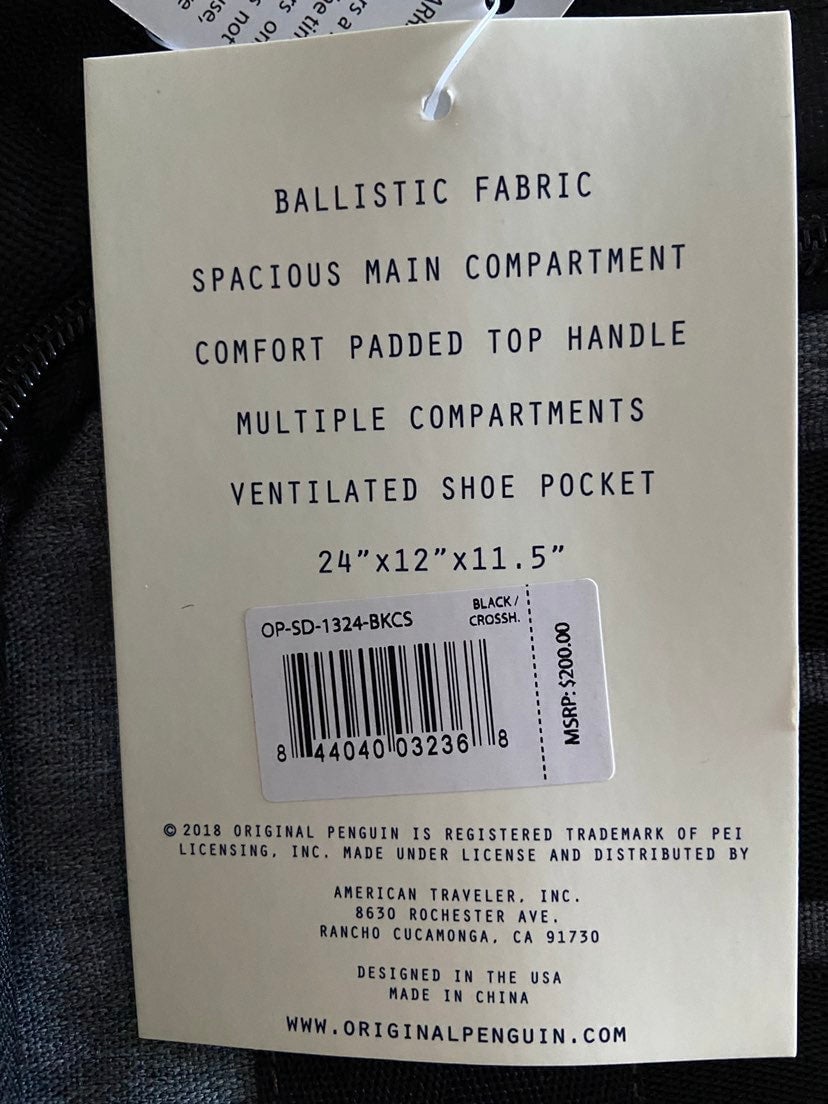 BALLISTIC FABRIC
SPACIOUS MAIN COMPARTMENT
COMFORT PADDED TOP HANDLE
MULTIPLE COMPARTMENTS
VENTILATED SHOE POCKET
24”x12”x11.5”
OP-SD-1324-BKCS
BLACK/
CROSSH.
MSRP: $200.00
8 44040 03236 8
© 2018 ORIGINAL PENGUIN IS REGISTERED TRADEMARK OF PEI
LICENSING, INC. MADE UNDER LICENSE AND DISTRIBUTED BY
AMERICAN TRAVELER, INC.
8630 ROCHESTER AVE.
RANCHO CUCAMONGA, CA 91730
DESIGNED IN THE USA
MADE IN CHINA
WWW.ORIGINALPENGUIN.COM